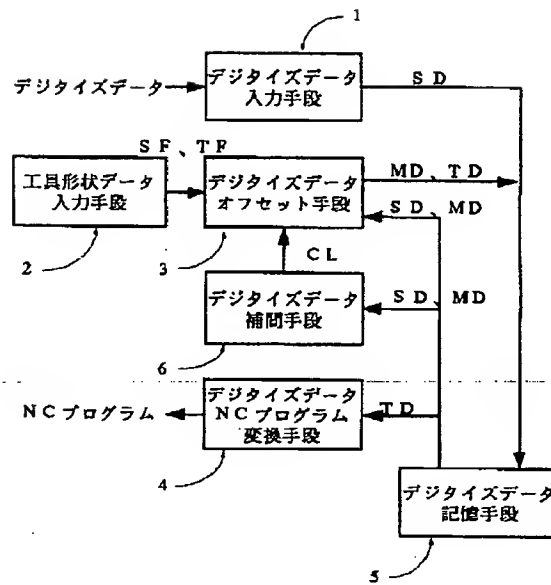 1
デジタイズデータ
デジタイズデータ
入力手段
SD
SF、TF
工具形状データ
入力手段
デジタイズデータ
オフセット手段
MD、TD
SD、MD
2
3
CL
デジタイズデータ
補間手段
SD、MD
6
NCプログラム
デジタイズデータ
NCプログラム
変換手段
TD
4
デジタイズデータ
記憶手段
5